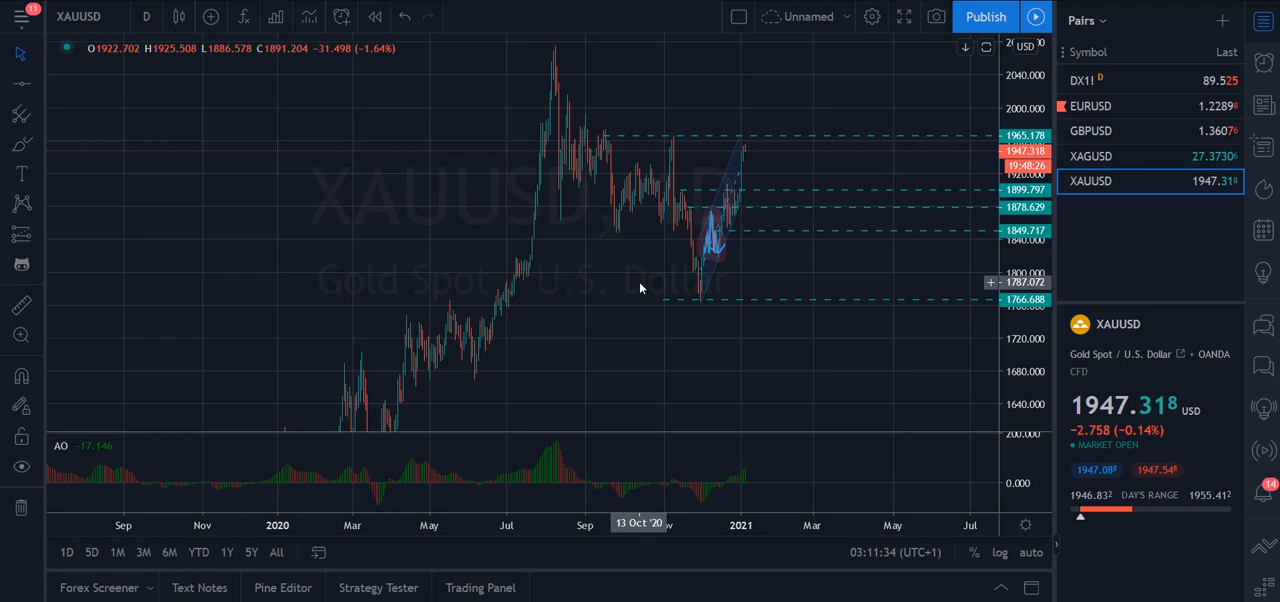 11
XAUUSD D Unnamed Publish
O1922.702 H1925.508 L1886.578 C1891.204 −31.498 (−1.64%)
USD
XAUUSD, D
Gold Spot / U.S. Dollar
2040.000
2000.000
1965.178
1947.318
19:48:26
1920.000
1899.797
1878.629
1849.717
1840.000
1800.000
1787.072
1766.688
1720.000
1680.000
1640.000
200.000
AO −17.146
0.000
Sep Nov 2020 Mar May Jul Sep 13 Oct '20 2021 Mar May Jul
1D 5D 1M 3M 6M YTD 1Y 5Y All 03:11:34 (UTC+1) % log auto
Forex Screener Text Notes Pine Editor Strategy Tester Trading Panel
Pairs
Symbol Last
DX1! D 89.525
EURUSD 1.22898
GBPUSD 1.36076
XAGUSD 27.37306
XAUUSD 1947.318
XAUUSD
Gold Spot / U.S. Dollar • OANDA
CFD
1947.318 USD
−2.758 (−0.14%)
MARKET OPEN
1947.088 1947.548
1946.832 DAY'S RANGE 1955.412
14